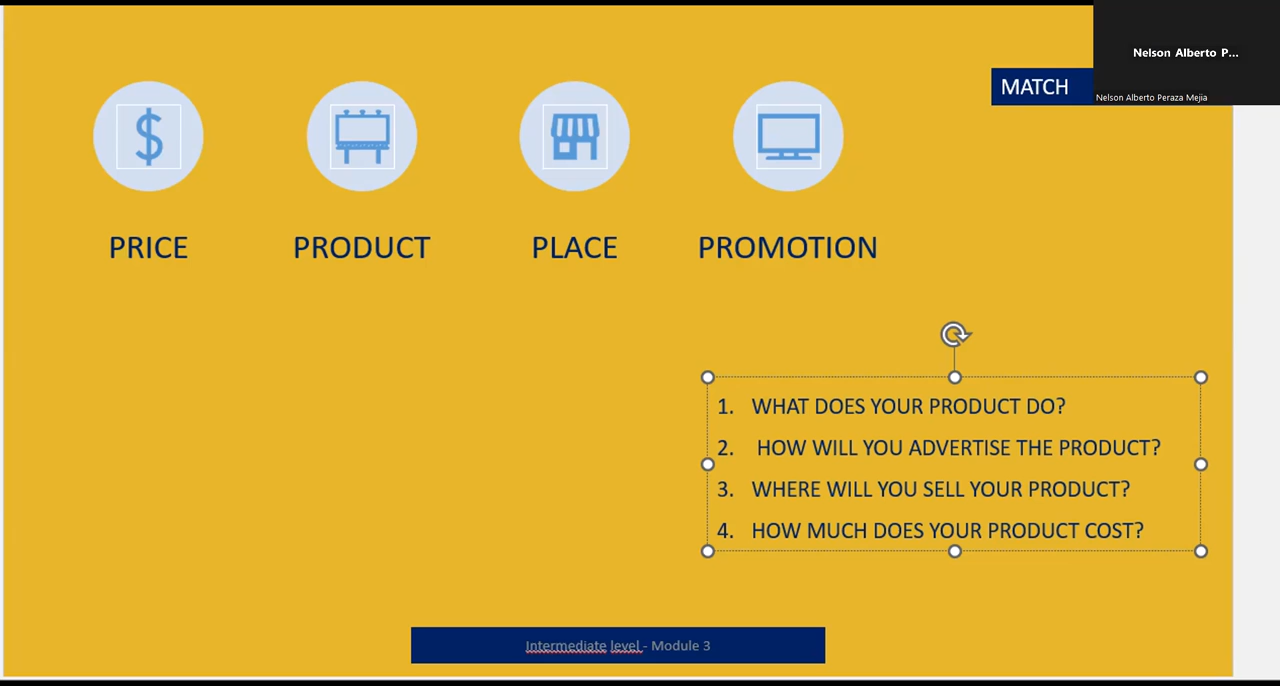 Nelson Alberto P...
MATCH
Nelson Alberto Peraza Mejia
$
PRICE
PRODUCT
PLACE
PROMOTION
1. WHAT DOES YOUR PRODUCT DO?
2. HOW WILL YOU ADVERTISE THE PRODUCT?
3. WHERE WILL YOU SELL YOUR PRODUCT?
4. HOW MUCH DOES YOUR PRODUCT COST?
Intermediate level - Module 3